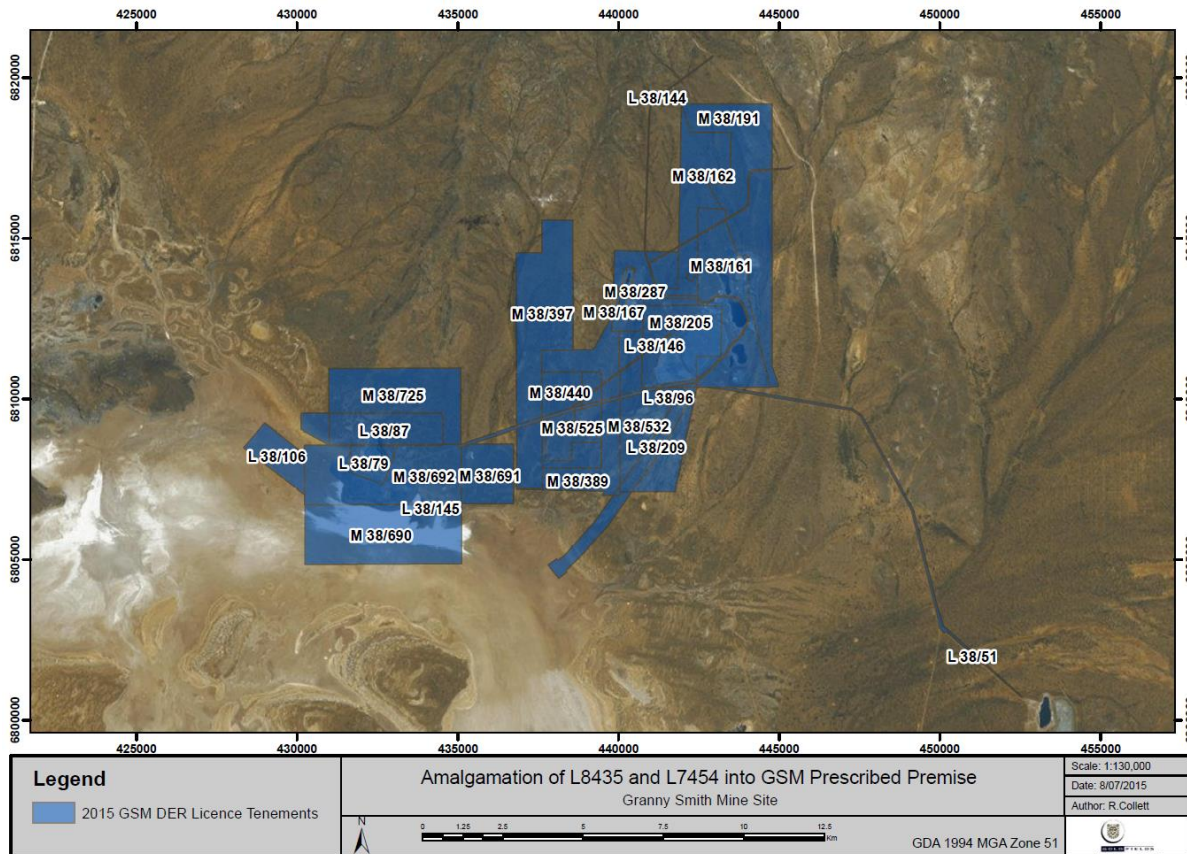 425000 430000 435000 440000 445000 450000 455000
6820000
L 38/144
M 38/191
M 38/162
6815000
M 38/161
M 38/287
M 38/397
M 38/167
M 38/205
L 38/146
M 38/725
M 38/440
L 38/96
6810000
L 38/87
M 38/525
M 38/532
L 38/106
L 38/79
L 38/209
M 38/692
M 38/691
M 38/389
L 38/145
M 38/690
6805000
L 38/51
6800000
425000 430000 435000 440000 445000 450000 455000
Legend
2015 GSM DER Licence Tenements
Amalgamation of L8435 and L7454 into GSM Prescribed Premise
Granny Smith Mine Site
N
0 1.25 2.5 5 7.5 10 12.5
Km
GDA 1994 MGA Zone 51
Scale: 1:130,000
Date: 8/07/2015
Author: R.Collett
GOLD FIELDS